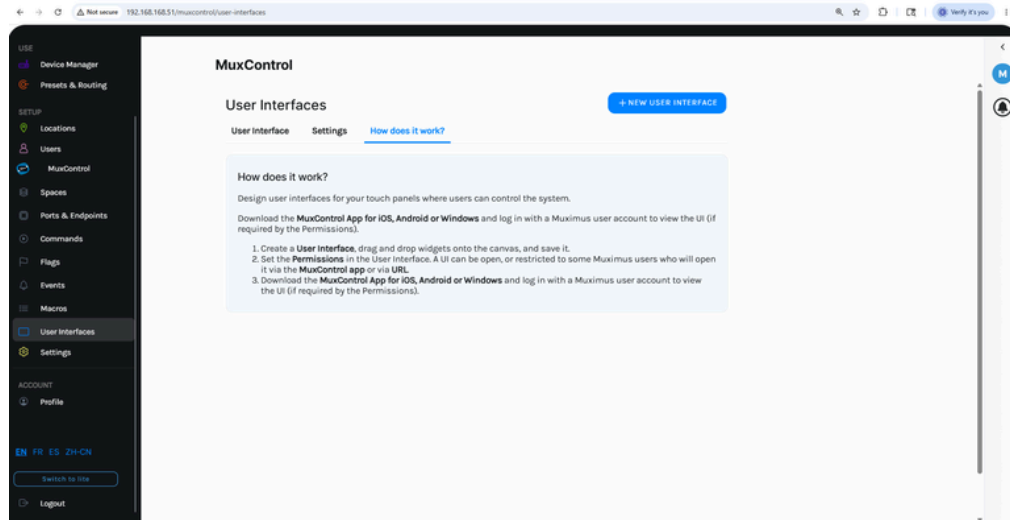 Not secure 192.168.168.51/muxcontrol/user-interfaces
Verify it's you
USE
Device Manager
Presets & Routing
SETUP
Locations
Users
MuxControl
Spaces
Ports & Endpoints
Commands
Flags
Events
Macros
User Interfaces
Settings
ACCOUNT
Profile
EN FR ES ZH-CN
Switch to lite
Logout
MuxControl
User Interfaces
+ NEW USER INTERFACE
User Interface Settings How does it work?
How does it work?
Design user interfaces for your touch panels where users can control the system.
Download the MuxControl App for iOS, Android or Windows and log in with a Muximus user account to view the UI (if
required by the Permissions).
1. Create a User Interface, drag and drop widgets onto the canvas, and save it.
2. Set the Permissions in the User Interface. A UI can be open, or restricted to some Muximus users who will open
it via the MuxControl app or via URL.
3. Download the MuxControl App for iOS, Android or Windows and log in with a Muximus user account to view
the UI (if required by the Permissions).
M